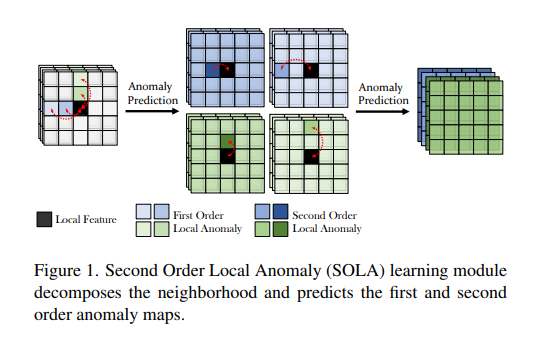 Anomaly
Prediction
Anomaly
Prediction
Local Feature
First Order
Local Anomaly
Second Order
Local Anomaly
Figure 1. Second Order Local Anomaly (SOLA) learning module
decomposes the neighborhood and predicts the first and second
order anomaly maps.